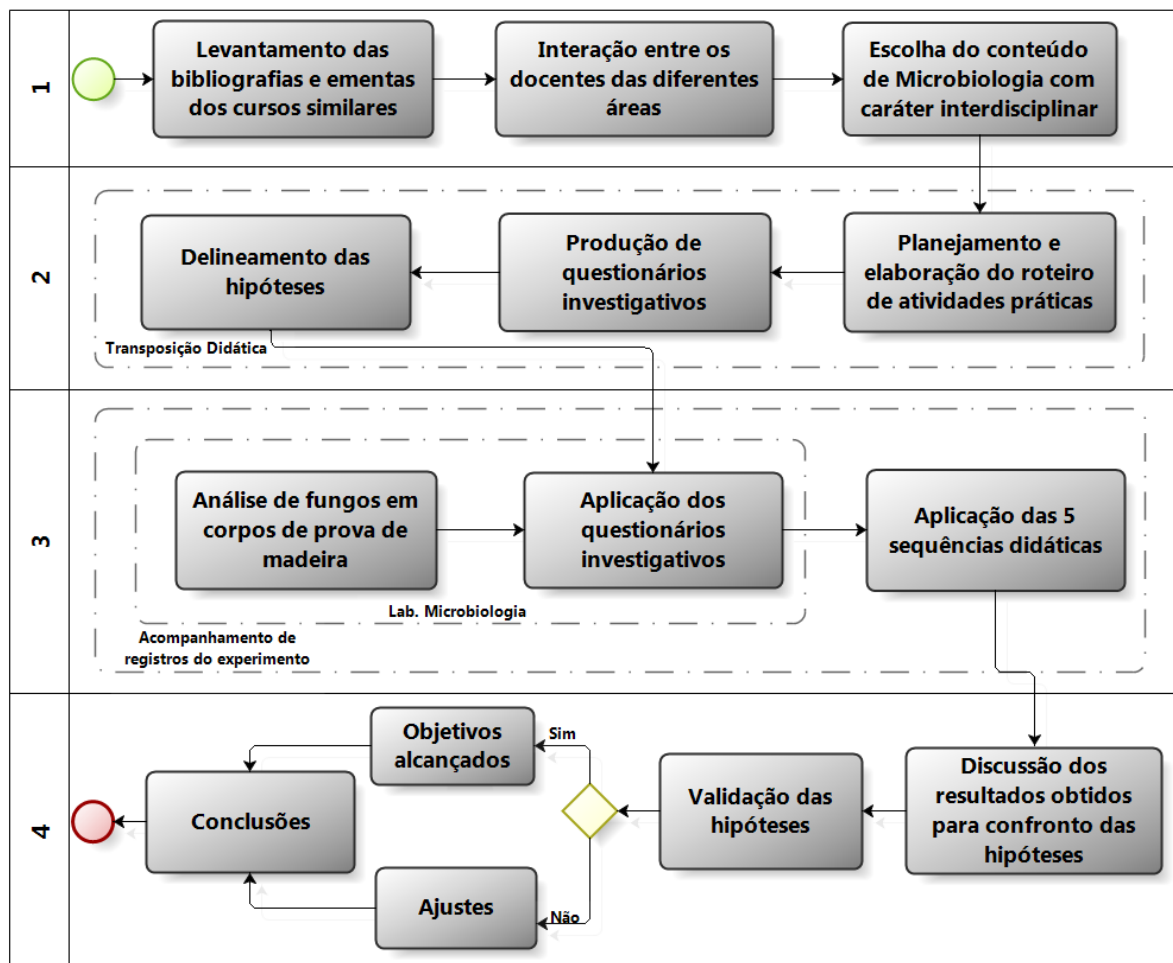 1
Levantamento das
bibliografias e ementas
dos cursos similares
Interação entre os
docentes das diferentes
áreas
Escolha do conteúdo
de Microbiologia com
caráter interdisciplinar
2
Delineamento das
hipóteses
Produção de
questionários
investigativos
Planejamento e
elaboração do roteiro
de atividades práticas
Transposição Didática
3
Análise de fungos em
corpos de prova de
madeira
Aplicação dos
questionários
investigativos
Aplicação das 5
sequências didáticas
Lab. Microbiologia
Acompanhamento de
registros do experimento
4
Objetivos
alcançados
Sim
Conclusões
Validação das
hipóteses
Discussão dos
resultados obtidos
para confronto das
hipóteses
Ajustes
Não